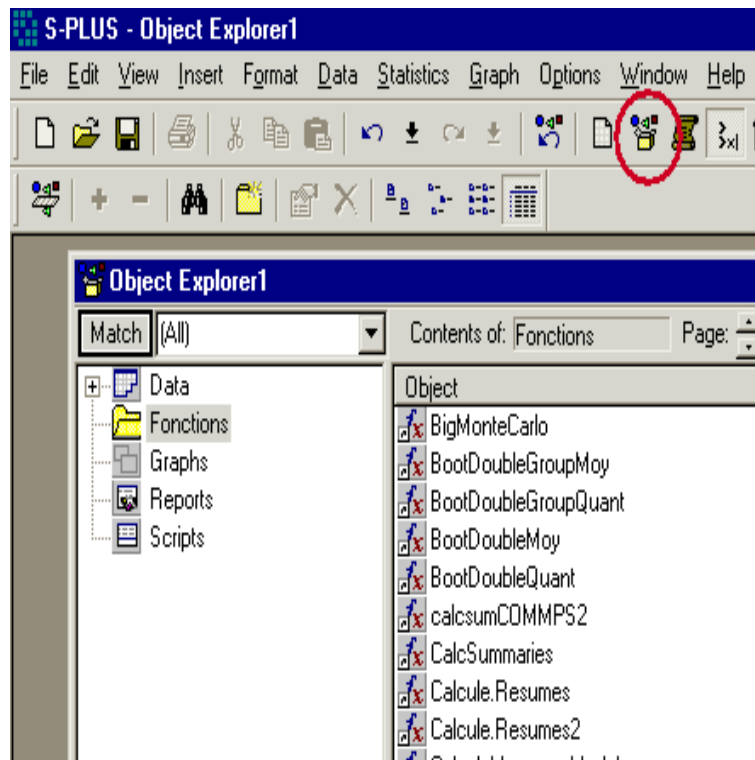 S-PLUS - Object Explorer1
File Edit View Insert Format Data Statistics Graph Options Window Help
Object Explorer1
Match (All) Contents of: Fonctions Page:
Data
Fonctions
Graphs
Reports
Scripts
Object
BigMonteCarlo
BootDoubleGroupMoy
BootDoubleGroupQuant
BootDoubleMoy
BootDoubleQuant
calcsumCOMMPS2
CalcSummaries
Calcule.Resumes
Calcule.Resumes2